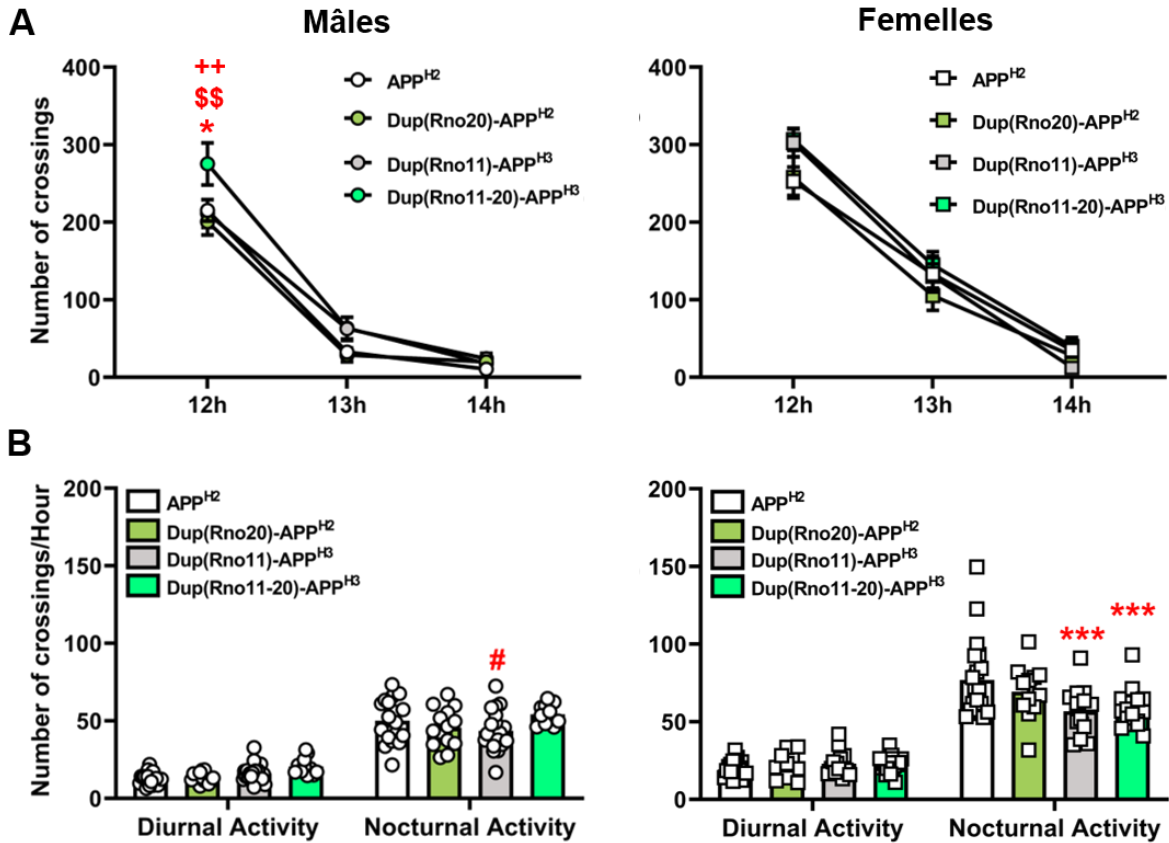 A
Mâles
Femelles
Number of crossings
400
300
200
100
0
++
$$
*
APPH2
Dup(Rno20)-APPH2
Dup(Rno11)-APPH3
Dup(Rno11-20)-APPH3
12h
13h
14h
400
300
200
100
0
APPH2
Dup(Rno20)-APPH2
Dup(Rno11)-APPH3
Dup(Rno11-20)-APPH3
12h
13h
14h
B
Number of crossings/Hour
200
150
100
50
0
APPH2
Dup(Rno20)-APPH2
Dup(Rno11)-APPH3
Dup(Rno11-20)-APPH3
#
Diurnal Activity
Nocturnal Activity
200
150
100
50
0
APPH2
Dup(Rno20)-APPH2
Dup(Rno11)-APPH3
Dup(Rno11-20)-APPH3
***
***
Diurnal Activity
Nocturnal Activity